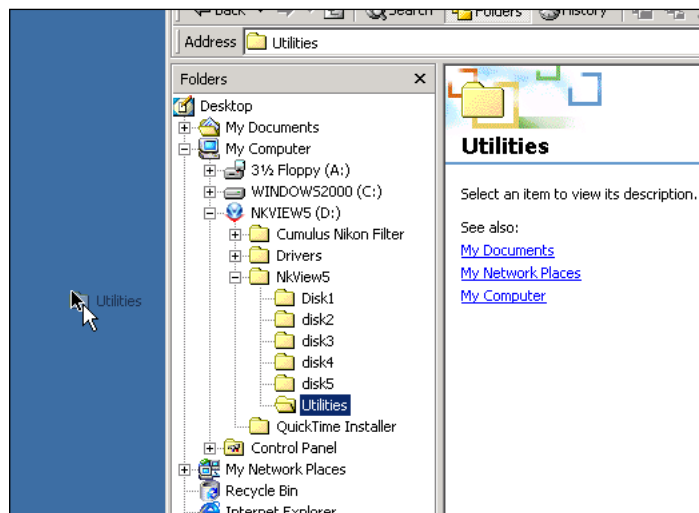 Back Search Folders History
Address Utilities
Folders
Desktop
My Documents
My Computer
3½ Floppy (A:)
WINDOWS2000 (C:)
NKVIEW5 (D:)
Cumulus Nikon Filter
Drivers
NkView5
Disk1
disk2
disk3
disk4
disk5
Utilities
QuickTime Installer
Control Panel
My Network Places
Recycle Bin
Internet Explorer
Utilities
Utilities
Select an item to view its description.
See also:
My Documents
My Network Places
My Computer